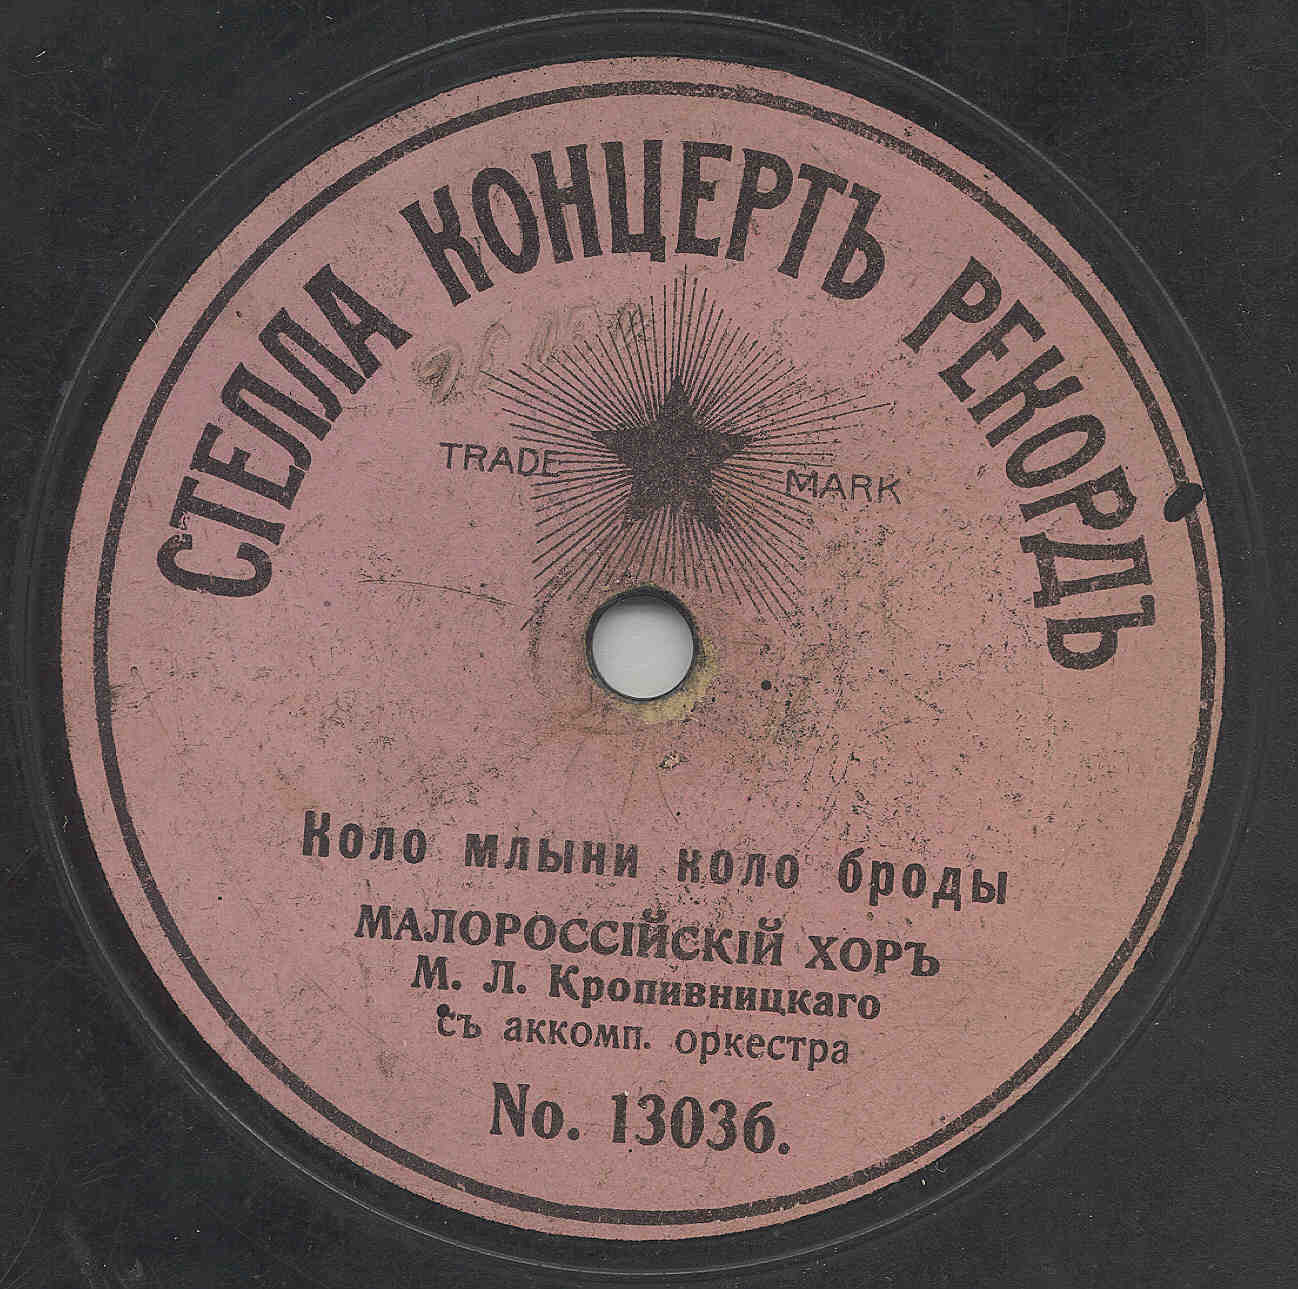 СТЕЛЛА КОНЦЕРТЪ РЕКОРДЪ
TRADE MARK
Коло млыни коло броды
МАЛОРОССІЙСКІЙ ХОРЪ
М. Л. Кропивницкаго
съ аккомп. оркестра
No. 13036.